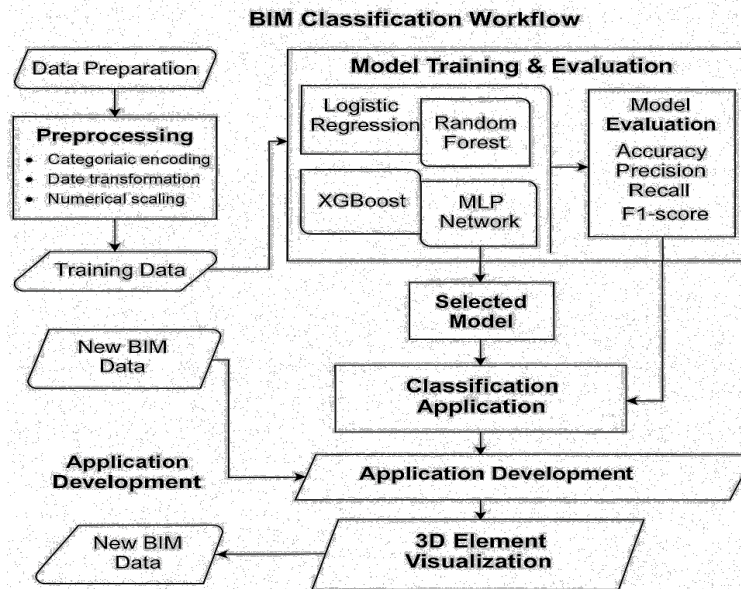 BIM Classification Workflow
Data Preparation
Preprocessing
• Categoriaic encoding
• Date transformation
• Numerical scaling
Training Data
Model Training & Evaluation
Logistic
Regression
Random
Forest
XGBoost
MLP
Network
Model
Evaluation
Accuracy
Precision
Recall
F1-score
Selected
Model
New BIM
Data
Classification
Application
Application
Development
Application Development
3D Element
Visualization
New BIM
Data